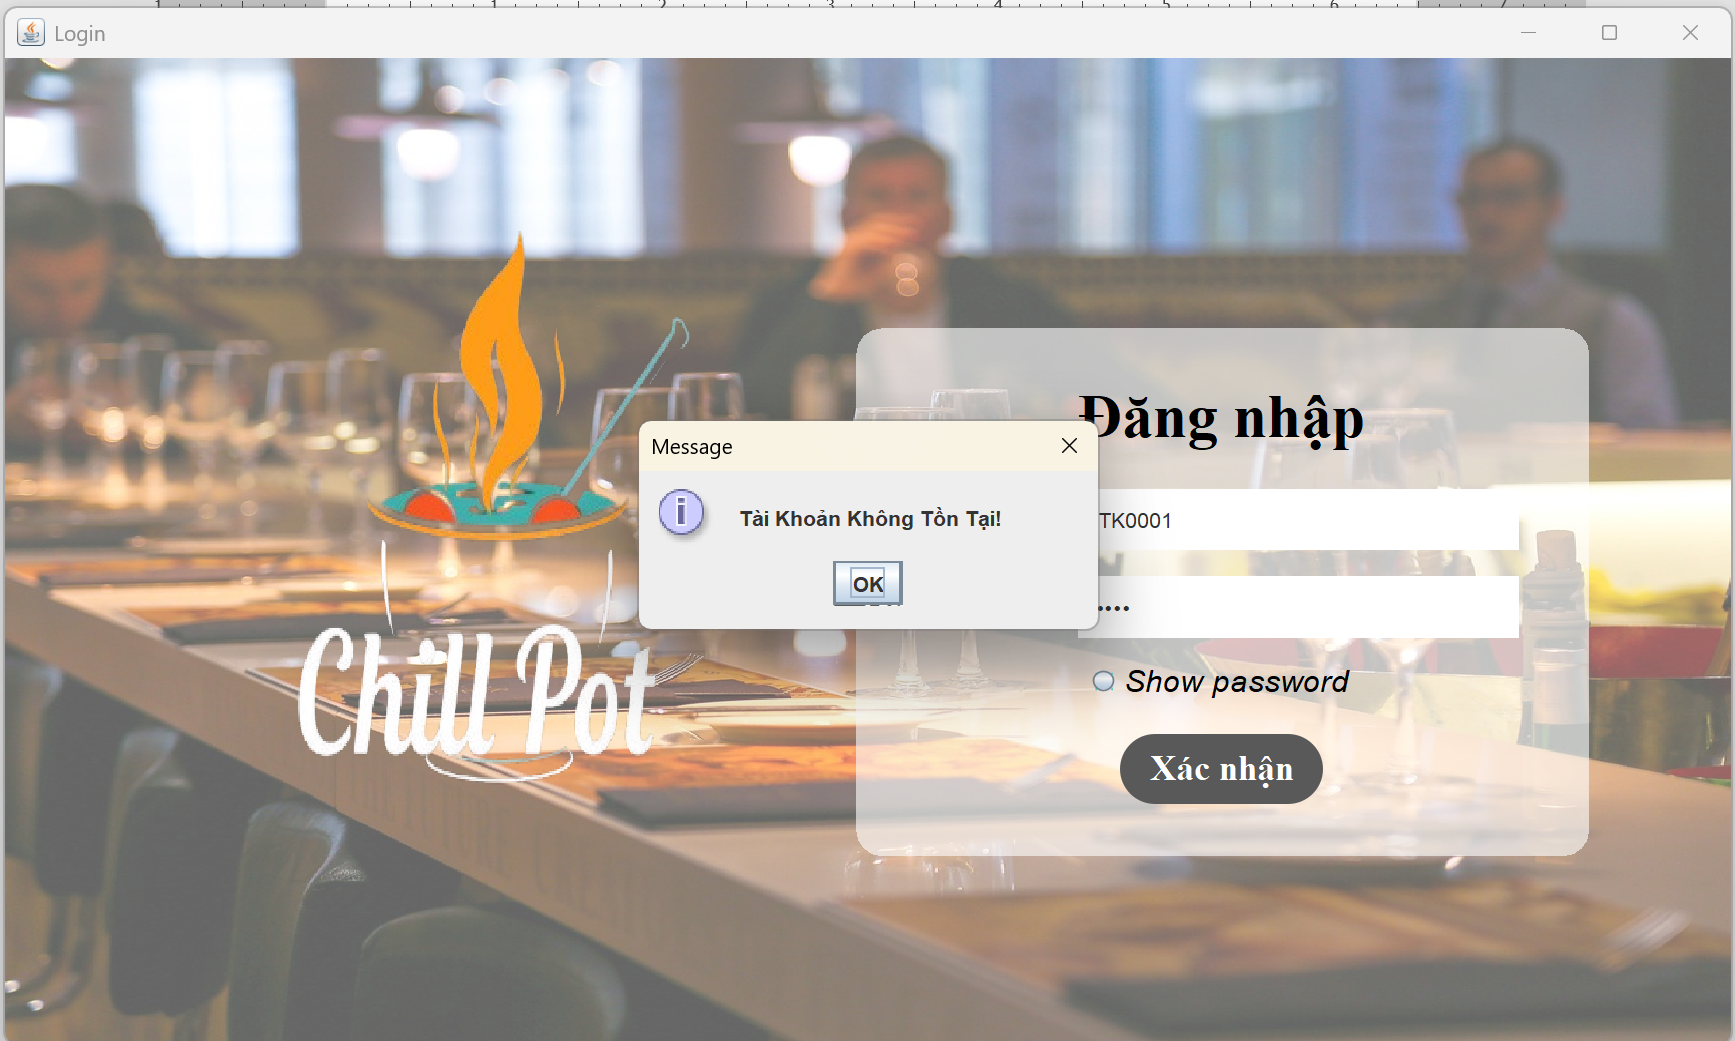 Login
Đăng nhập
Message
Tài Khoản Không Tồn Tại!
OK
TK0001
••••
Show password
Xác nhận
Chill Pot